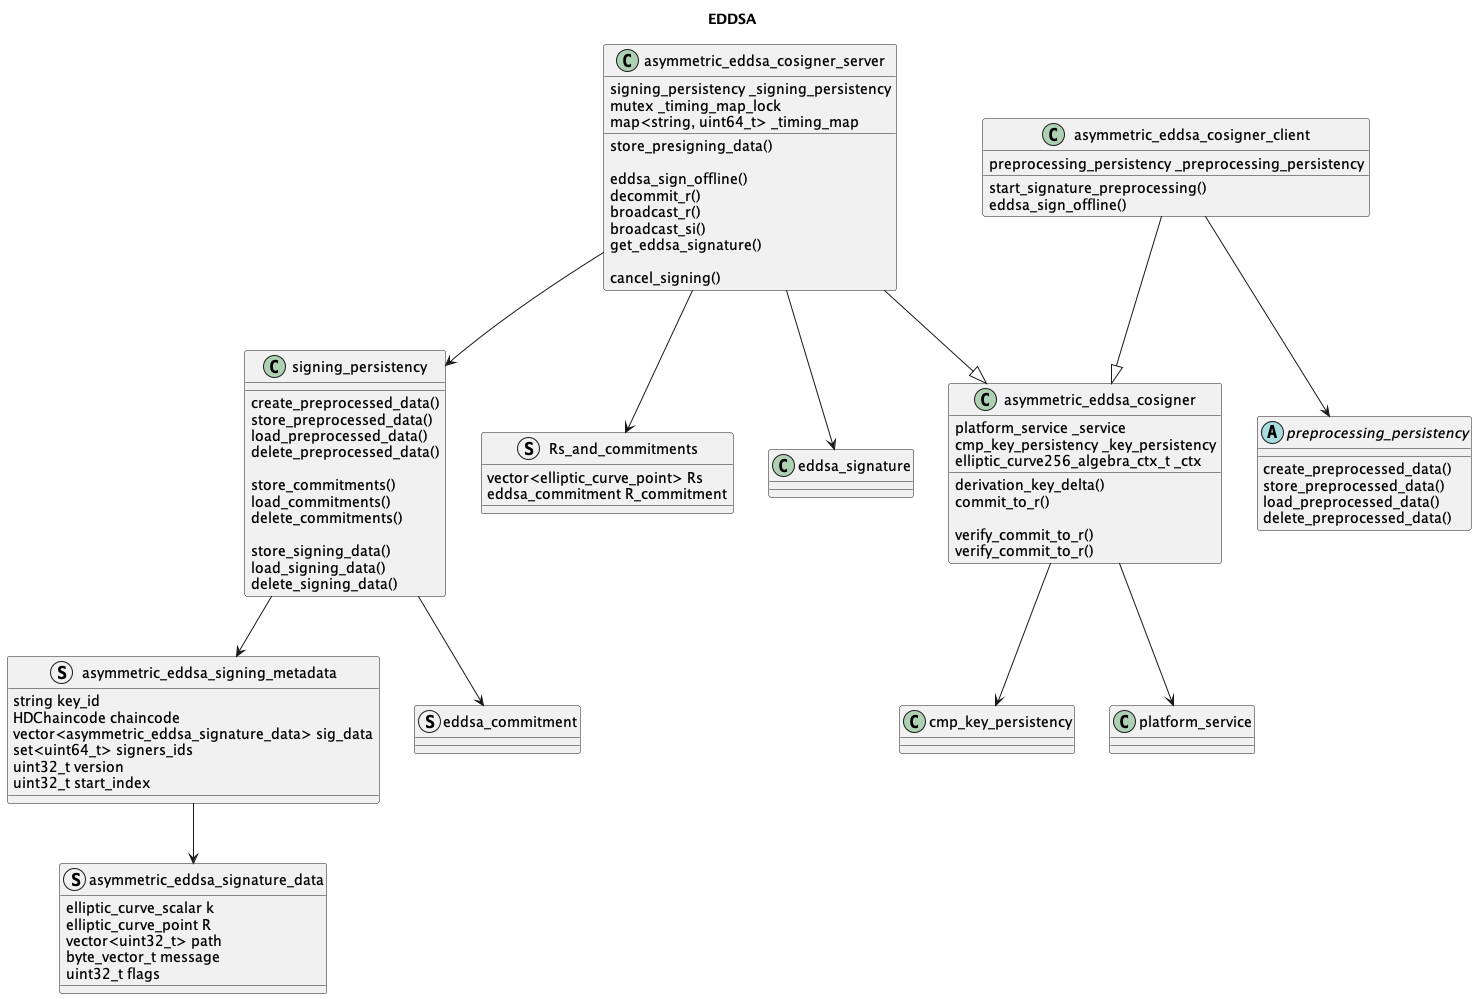 EDDSA
C asymmetric_eddsa_cosigner_server
signing_persistency _signing_persistency
mutex _timing_map_lock
map<string, uint64_t> _timing_map
store_presigning_data()
eddsa_sign_offline()
decommit_r()
broadcast_r()
broadcast_si()
get_eddsa_signature()
cancel_signing()
C asymmetric_eddsa_cosigner_client
preprocessing_persistency _preprocessing_persistency
start_signature_preprocessing()
eddsa_sign_offline()
C signing_persistency
create_preprocessed_data()
store_preprocessed_data()
load_preprocessed_data()
delete_preprocessed_data()
store_commitments()
load_commitments()
delete_commitments()
store_signing_data()
load_signing_data()
delete_signing_data()
S Rs_and_commitments
vector<elliptic_curve_point> Rs
eddsa_commitment R_commitment
C eddsa_signature
C asymmetric_eddsa_cosigner
platform_service _service
cmp_key_persistency _key_persistency
elliptic_curve256_algebra_ctx_t _ctx
derivation_key_delta()
commit_to_r()
verify_commit_to_r()
verify_commit_to_r()
A preprocessing_persistency
create_preprocessed_data()
store_preprocessed_data()
load_preprocessed_data()
delete_preprocessed_data()
S asymmetric_eddsa_signing_metadata
string key_id
HDChaincode chaincode
vector<asymmetric_eddsa_signature_data> sig_data
set<uint64_t> signers_ids
uint32_t version
uint32_t start_index
S eddsa_commitment
C cmp_key_persistency
C platform_service
S asymmetric_eddsa_signature_data
elliptic_curve_scalar k
elliptic_curve_point R
vector<uint32_t> path
byte_vector_t message
uint32_t flags